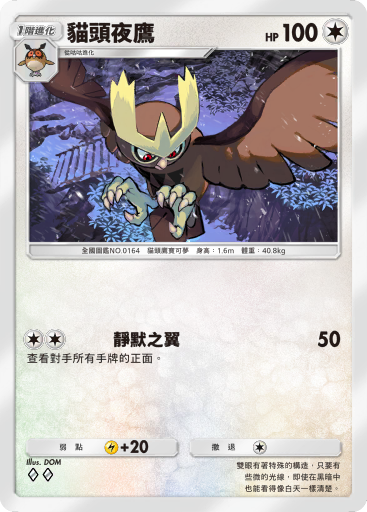 1階進化
貓頭夜鷹
HP 100
從咕咕進化
全國圖鑑NO.0164 貓頭鷹寶可夢 身高：1.6m 體重：40.8kg
靜默之翼 50
查看對手所有手牌的正面。
弱點 +20 撤退
Illus. DOM
雙眼有著特殊的構造，只要有
些微的光線，即使在黑暗中
也能看得像白天一樣清楚。